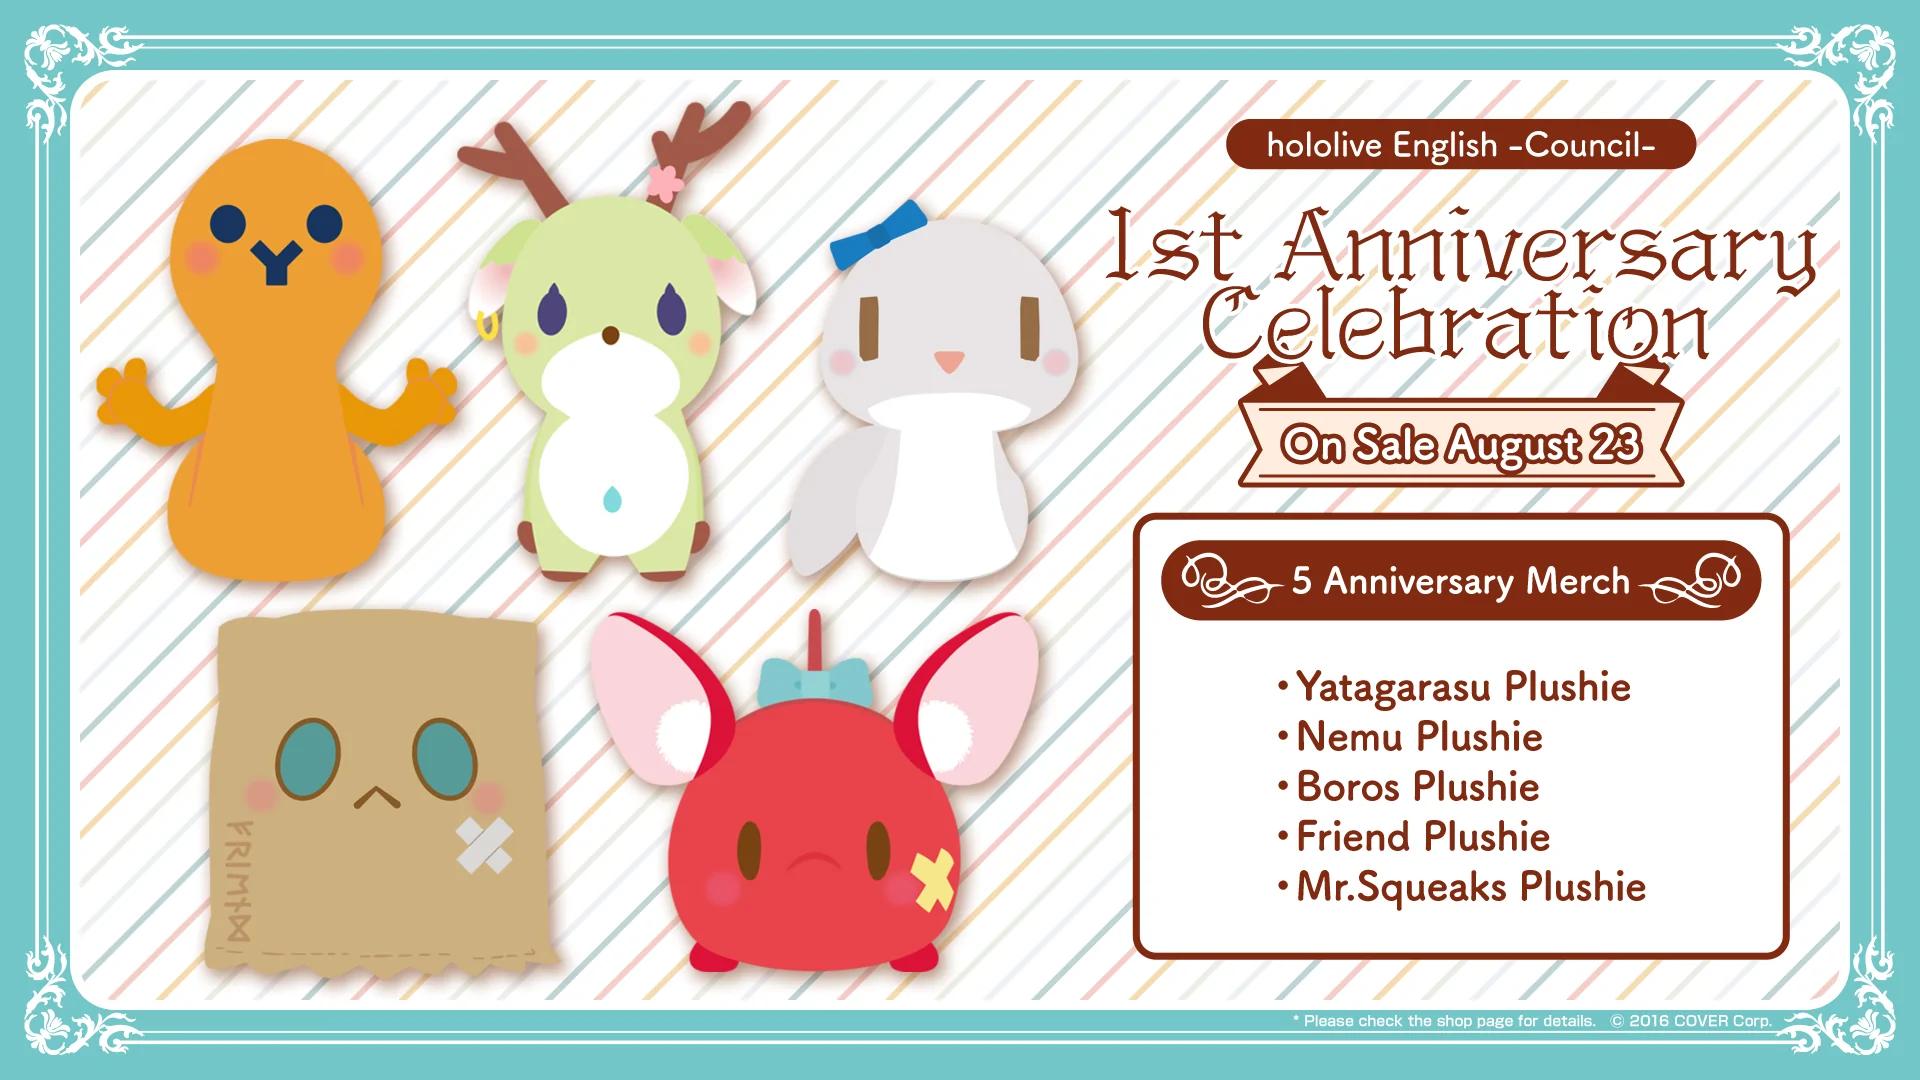 hololive English -Council-
1st Anniversary
Celebration
On Sale August 23
5 Anniversary Merch
・Yatagarasu Plushie
・Nemu Plushie
・Boros Plushie
・Friend Plushie
・Mr.Squeaks Plushie
* Please check the shop page for details. © 2016 COVER Corp.